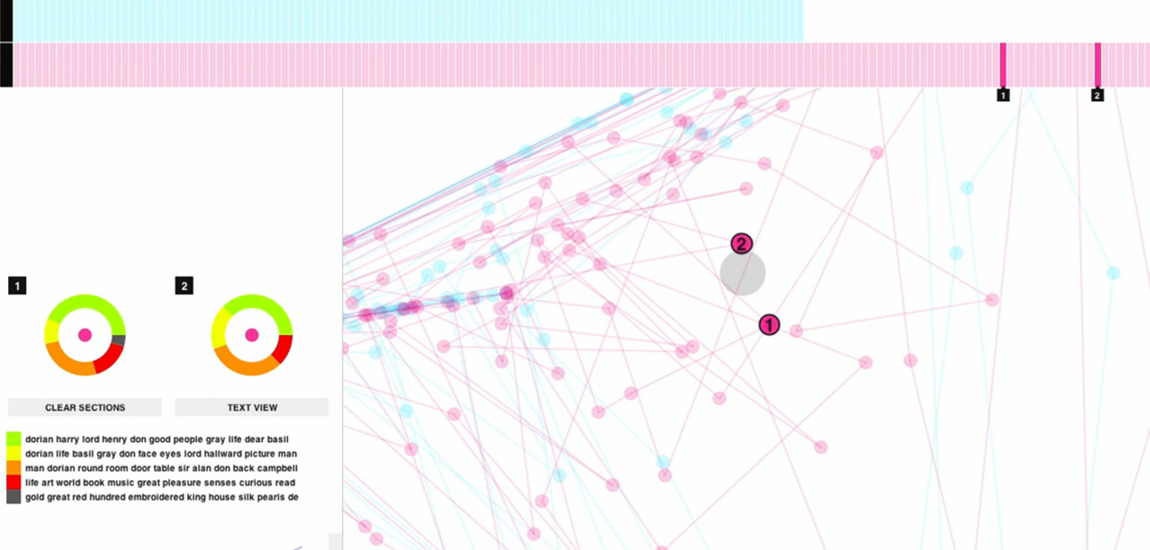 1
2
1
2
2
1
CLEAR SECTIONS
TEXT VIEW
dorian harry lord henry don good people gray life dear basil
dorian life basil gray don face eyes lord hallward picture man
man dorian round room door table sir alan don back campbell
life art world book music great pleasure senses curious read
gold great red hundred embroidered king house silk pearls de